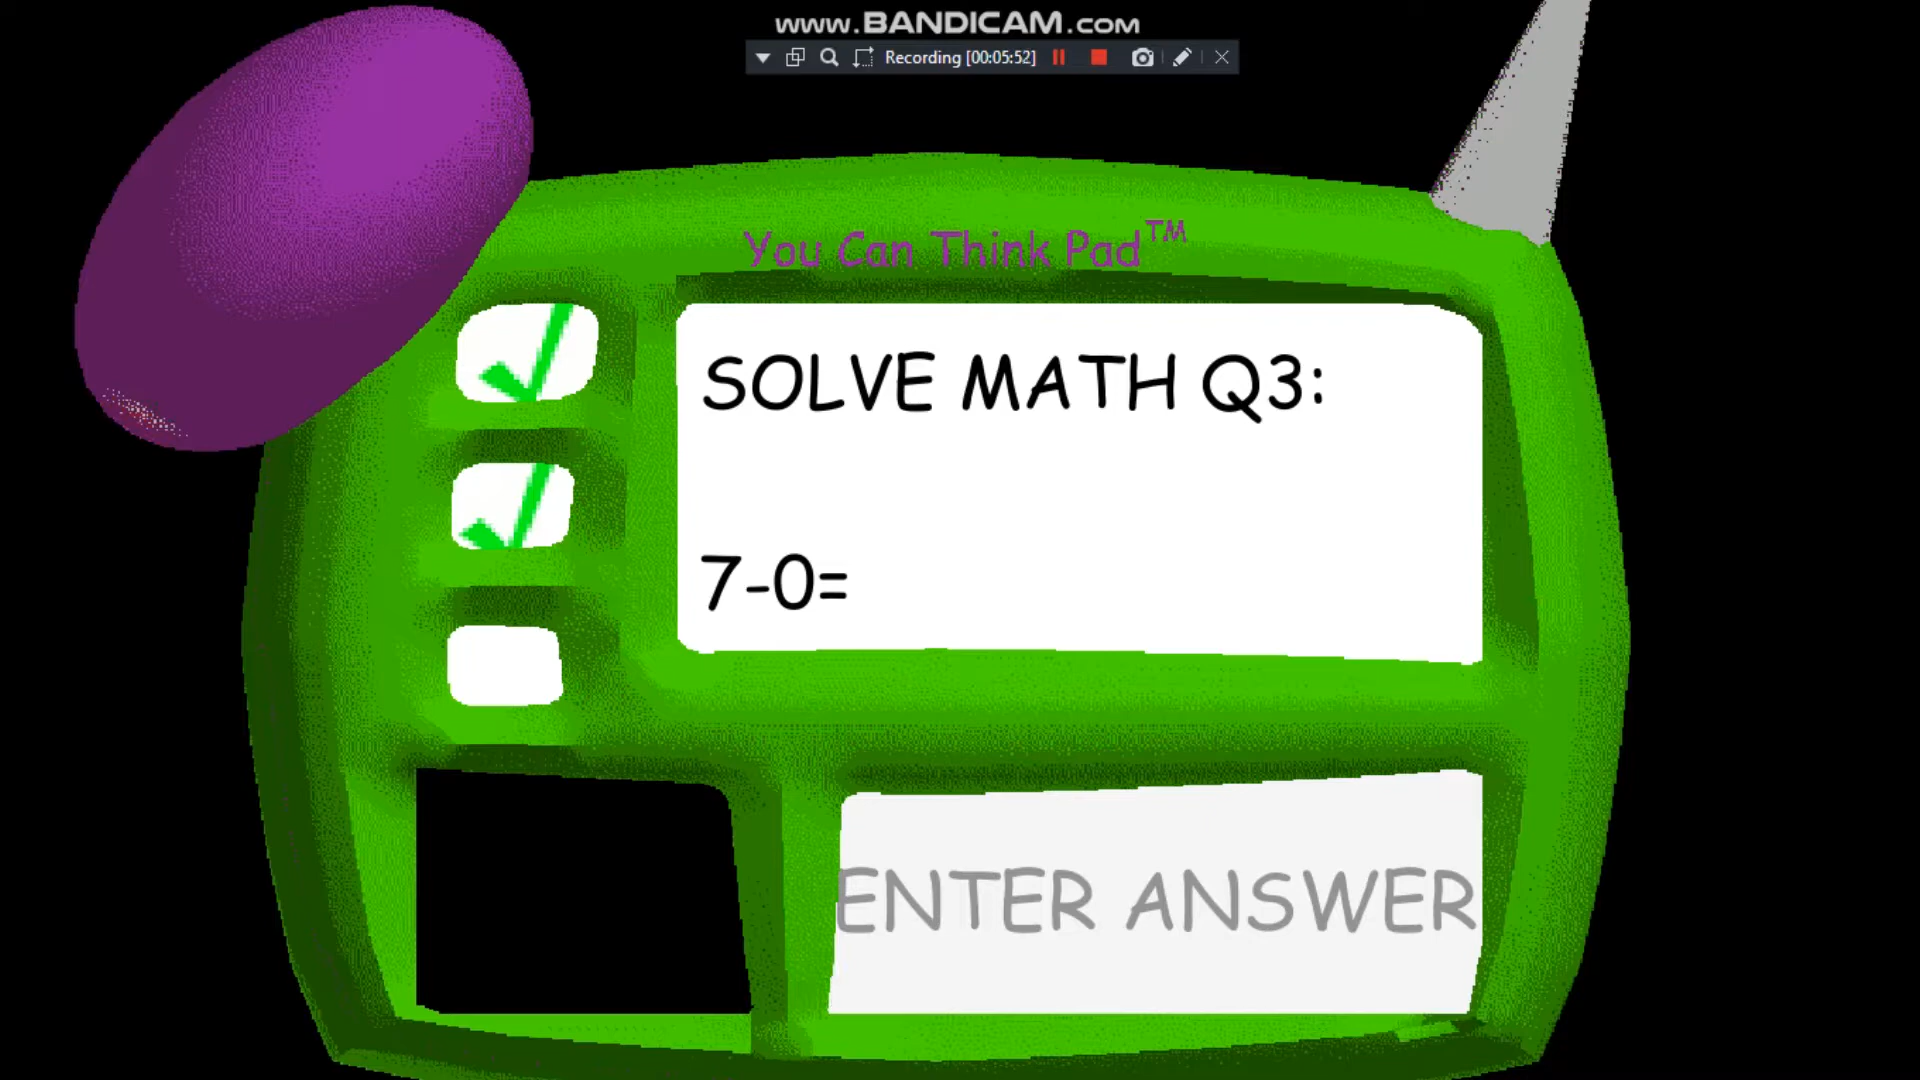 www.BANDICAM.COM
Recording [00:05:52]
You Can Think Pad™
SOLVE MATH Q3:
7-0=
ENTER ANSWER